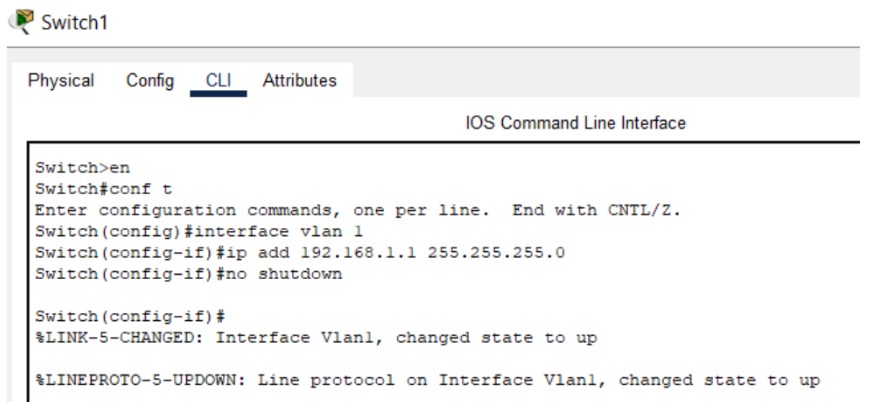 Switch1
Physical Config CLI Attributes
IOS Command Line Interface
Switch>en
Switch#conf t
Enter configuration commands, one per line.  End with CNTL/Z.
Switch(config)#interface vlan 1
Switch(config-if)#ip add 192.168.1.1 255.255.255.0
Switch(config-if)#no shutdown
Switch(config-if)#
%LINK-5-CHANGED: Interface Vlan1, changed state to up
%LINEPROTO-5-UPDOWN: Line protocol on Interface Vlan1, changed state to up